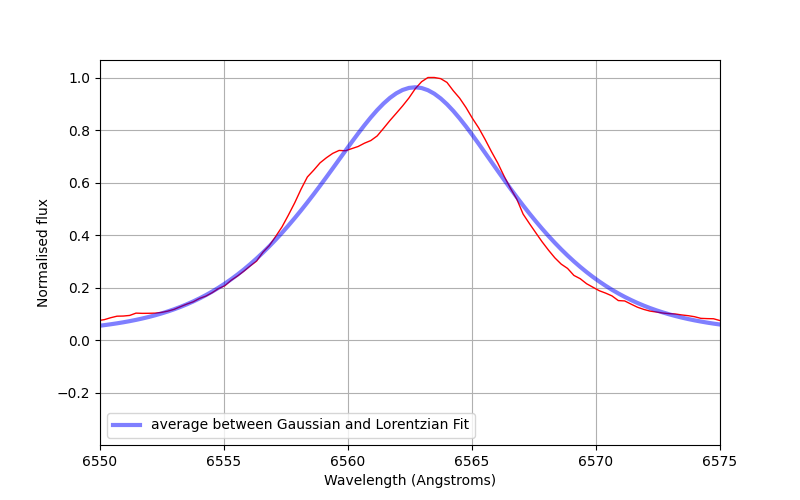 1.0
0.8
0.6
0.4
0.2
0.0
−0.2
Normalised flux
average between Gaussian and Lorentzian Fit
6550 6555 6560 6565 6570 6575
Wavelength (Angstroms)